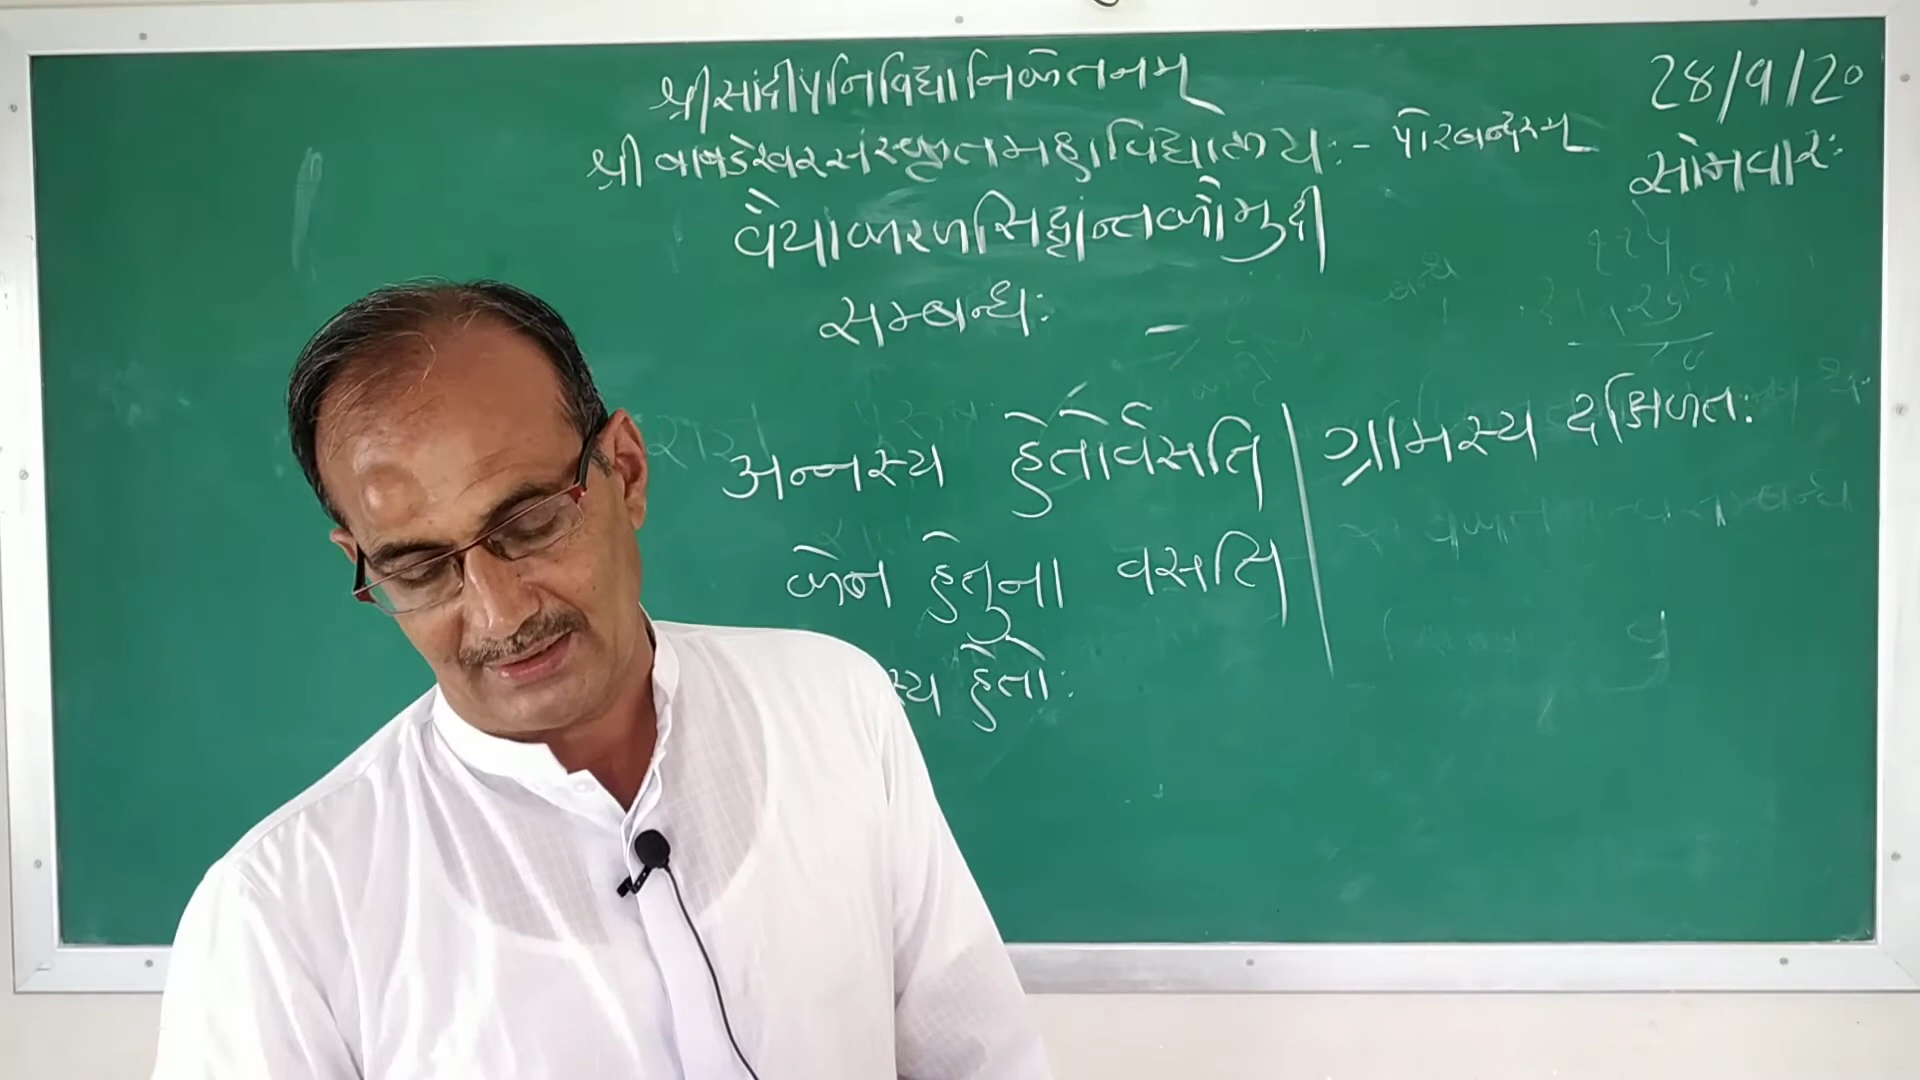 श्रीसांदीपनिविद्यानिकेतनम्
श्री बाबडेश्वरसंस्कृतमहाविद्यालयः - पोरबन्दरम्
28/9/20
सोमवारः
वैयाकरणसिद्धान्तकौमुदी
सम्बन्धः -
अन्नस्य हेतोर्वसति
केन हेतुना वसति
स्य हेतोः
ग्रामस्य दक्षिणतः